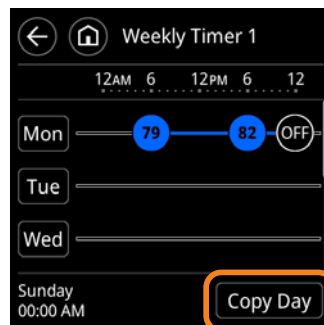 Weekly Timer 1
12AM 6 12PM 6 12
Mon 79 82 OFF
Tue
Wed
Sunday
00:00 AM
Copy Day